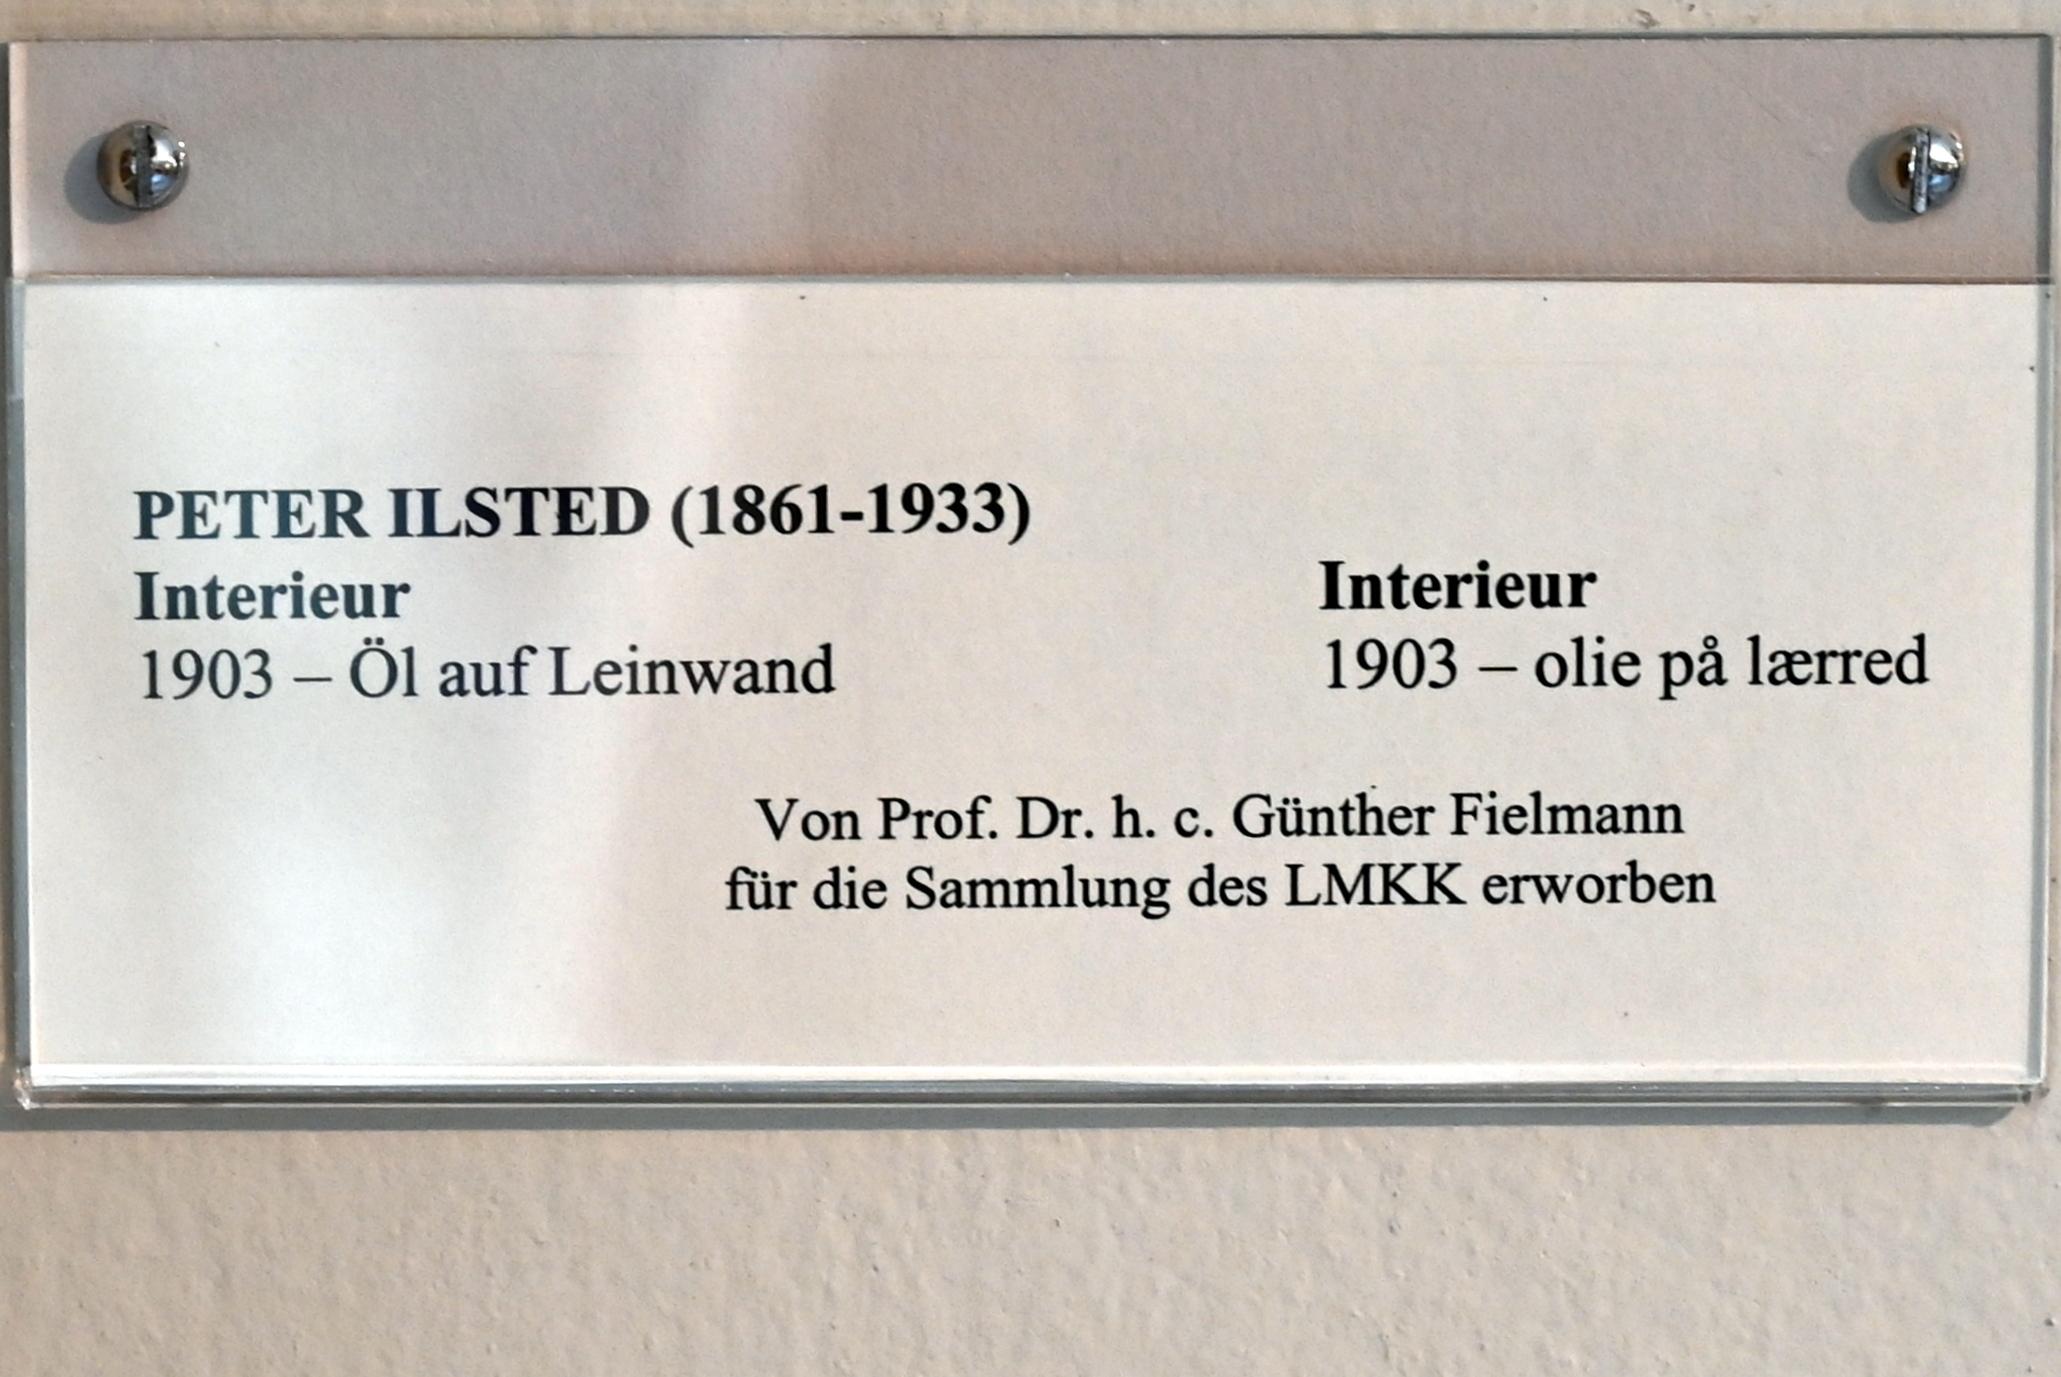 PETER ILSTED (1861-1933)
Interieur
1903 – Öl auf Leinwand
Interieur
1903 – olie på lærred
Von Prof. Dr. h. c. Günther Fielmann
für die Sammlung des LMKK erworben